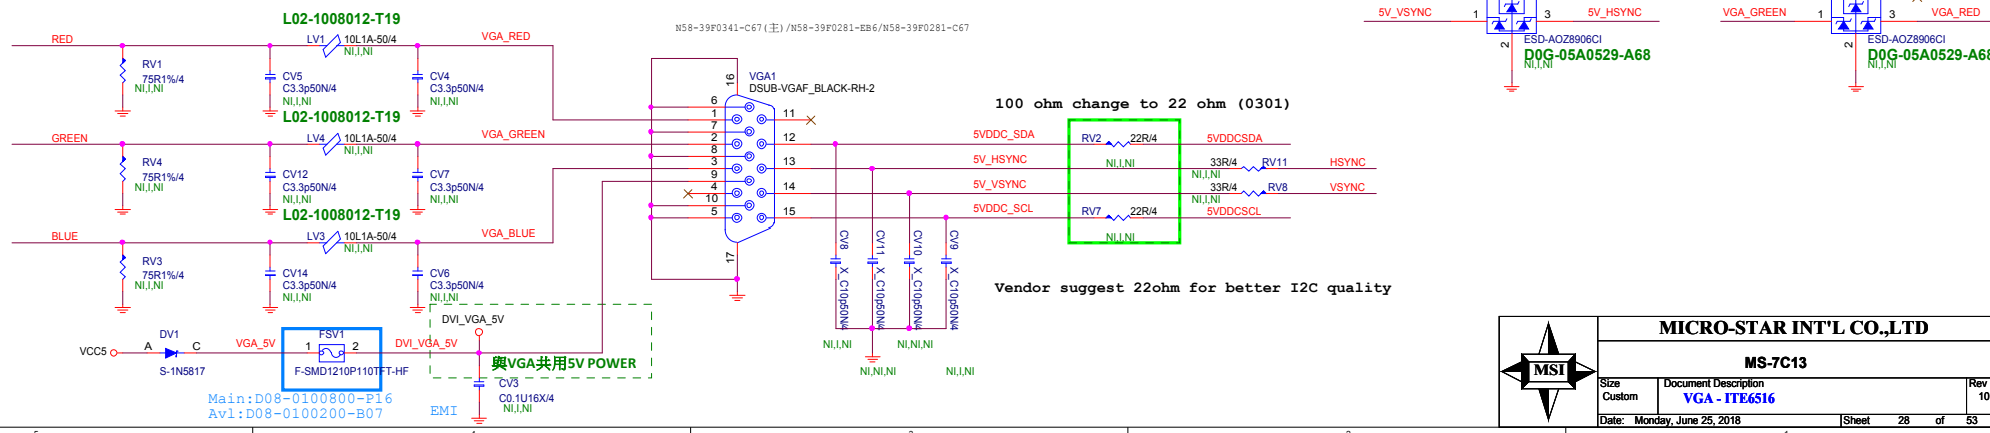 L02-1008012-T19
N58-39F0341-C67(主)/N58-39F0281-EB6/N58-39F0281-C67
5V_VSYNC 1 3 5V_HSYNC
VGA_GREEN 1 3 VGA_RED
2 ESD-AOZ8906CI
D0G-05A0529-A68
NI,I,NI
2 ESD-AOZ8906CI
D0G-05A0529-A68
NI,I,NI
RED LV1 10L1A-50/4 VGA_RED
NI,I,NI
RV1
75R1%/4
NI,I,NI
CV5
C3.3p50N/4
NI,I,NI
CV4
C3.3p50N/4
NI,I,NI
L02-1008012-T19
GREEN LV4 10L1A-50/4 VGA_GREEN
NI,I,NI
RV4
75R1%/4
NI,I,NI
CV12
C3.3p50N/4
NI,I,NI
CV7
C3.3p50N/4
NI,I,NI
L02-1008012-T19
BLUE LV3 10L1A-50/4 VGA_BLUE
NI,I,NI
RV3
75R1%/4
NI,I,NI
CV14
C3.3p50N/4
NI,I,NI
CV6
C3.3p50N/4
NI,I,NI
VGA1
DSUB-VGAF_BLACK-RH-2
16
6
1
7
2
8
3
9
4
10
5
11
12
13
14
15
17
100 ohm change to 22 ohm (0301)
5VDDC_SDA RV2 22R/4 5VDDCSDA
NI,I,NI
5V_HSYNC 33R/4 RV11 HSYNC
NI,I,NI
5V_VSYNC 33R/4 RV8 VSYNC
NI,I,NI
5VDDC_SCL RV7 22R/4 5VDDCSCL
NI,I,NI
CV8 X_C10p50N/4
CV11 X_C10p50N/4
CV10 X_C10p50N/4
CV9 X_C10p50N/4
NI,I,NI NI,NI,NI
NI,NI,NI NI,I,NI
Vendor suggest 22ohm for better I2C quality
VCC5 A DV1 C VGA_5V
S-1N5817
FSV1
1 2
F-SMD1210P110TFT-HF
DVI_VGA_5V
DVI_VGA_5V
與VGA共用5V POWER
CV3
C0.1U16X/4
NI,I,NI
Main:D08-0100800-P16
Avl:D08-0100200-B07
EMI
MSI
MICRO-STAR INT'L CO.,LTD
MS-7C13
Size Document Description Rev
Custom VGA - ITE6516 10
Date: Monday, June 25, 2018 Sheet 28 of 53